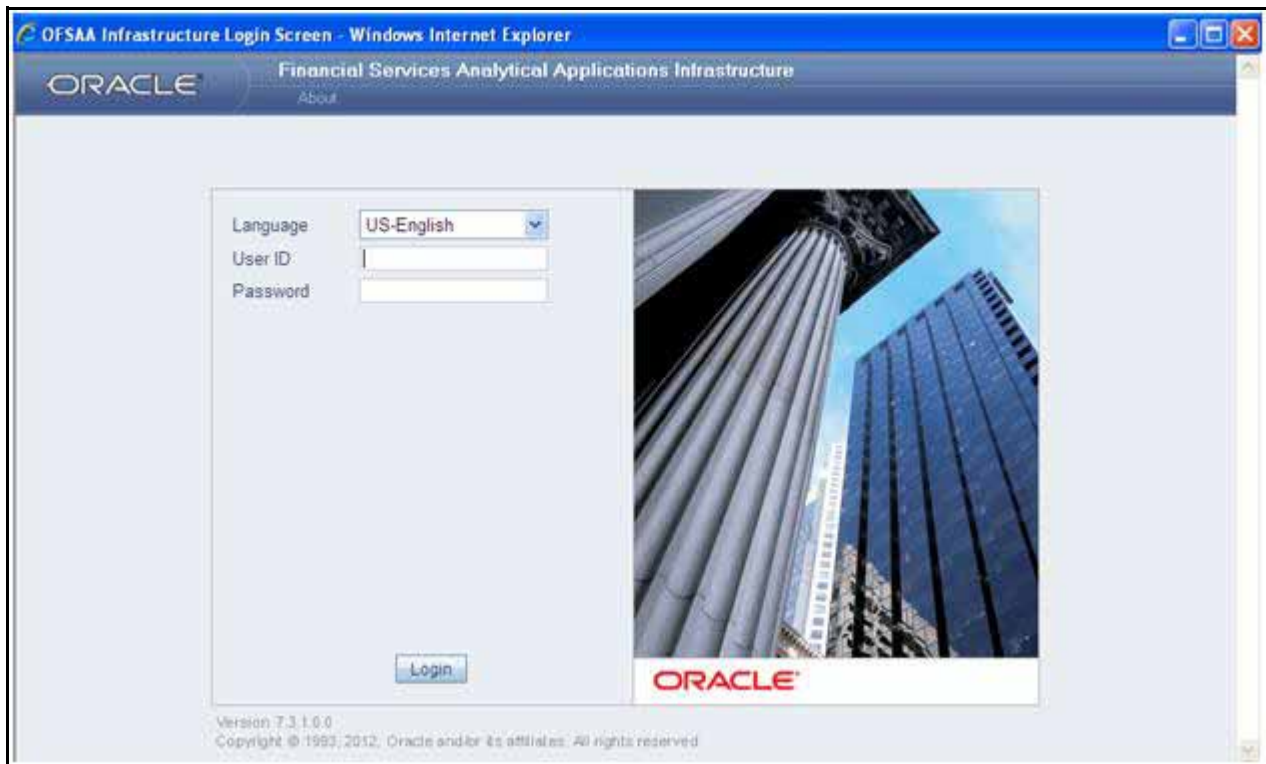 OFSAA Infrastructure Login Screen - Windows Internet Explorer
ORACLE
Financial Services Analytical Applications Infrastructure
About
Language US-English
User ID
Password
Login
ORACLE
Version 7.3.1.0.0
Copyright © 1993, 2012, Oracle and/or its affiliates. All rights reserved